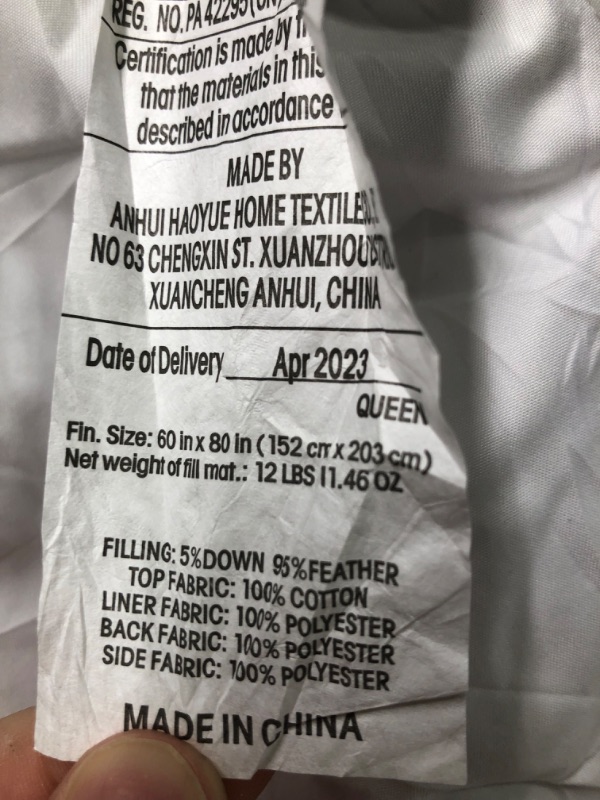 REG. NO. PA 42295(CN)
Certification is made by
that the materials in this
described in accordance
MADE BY
ANHUI HAOYUE HOME TEXTILE
NO 63 CHENGXIN ST. XUANZHOU
XUANCHENG ANHUI, CHINA
Date of Delivery Apr 2023
QUEEN
Fin. Size: 60 in x 80 in (152 cm x 203 cm)
Net weight of fill mat.: 12 LBS 11.46 OZ
FILLING: 5%DOWN 95%FEATHER
TOP FABRIC: 100% COTTON
LINER FABRIC: 100% POLYESTER
BACK FABRIC: 100% POLYESTER
SIDE FABRIC: 100% POLYESTER
MADE IN CHINA